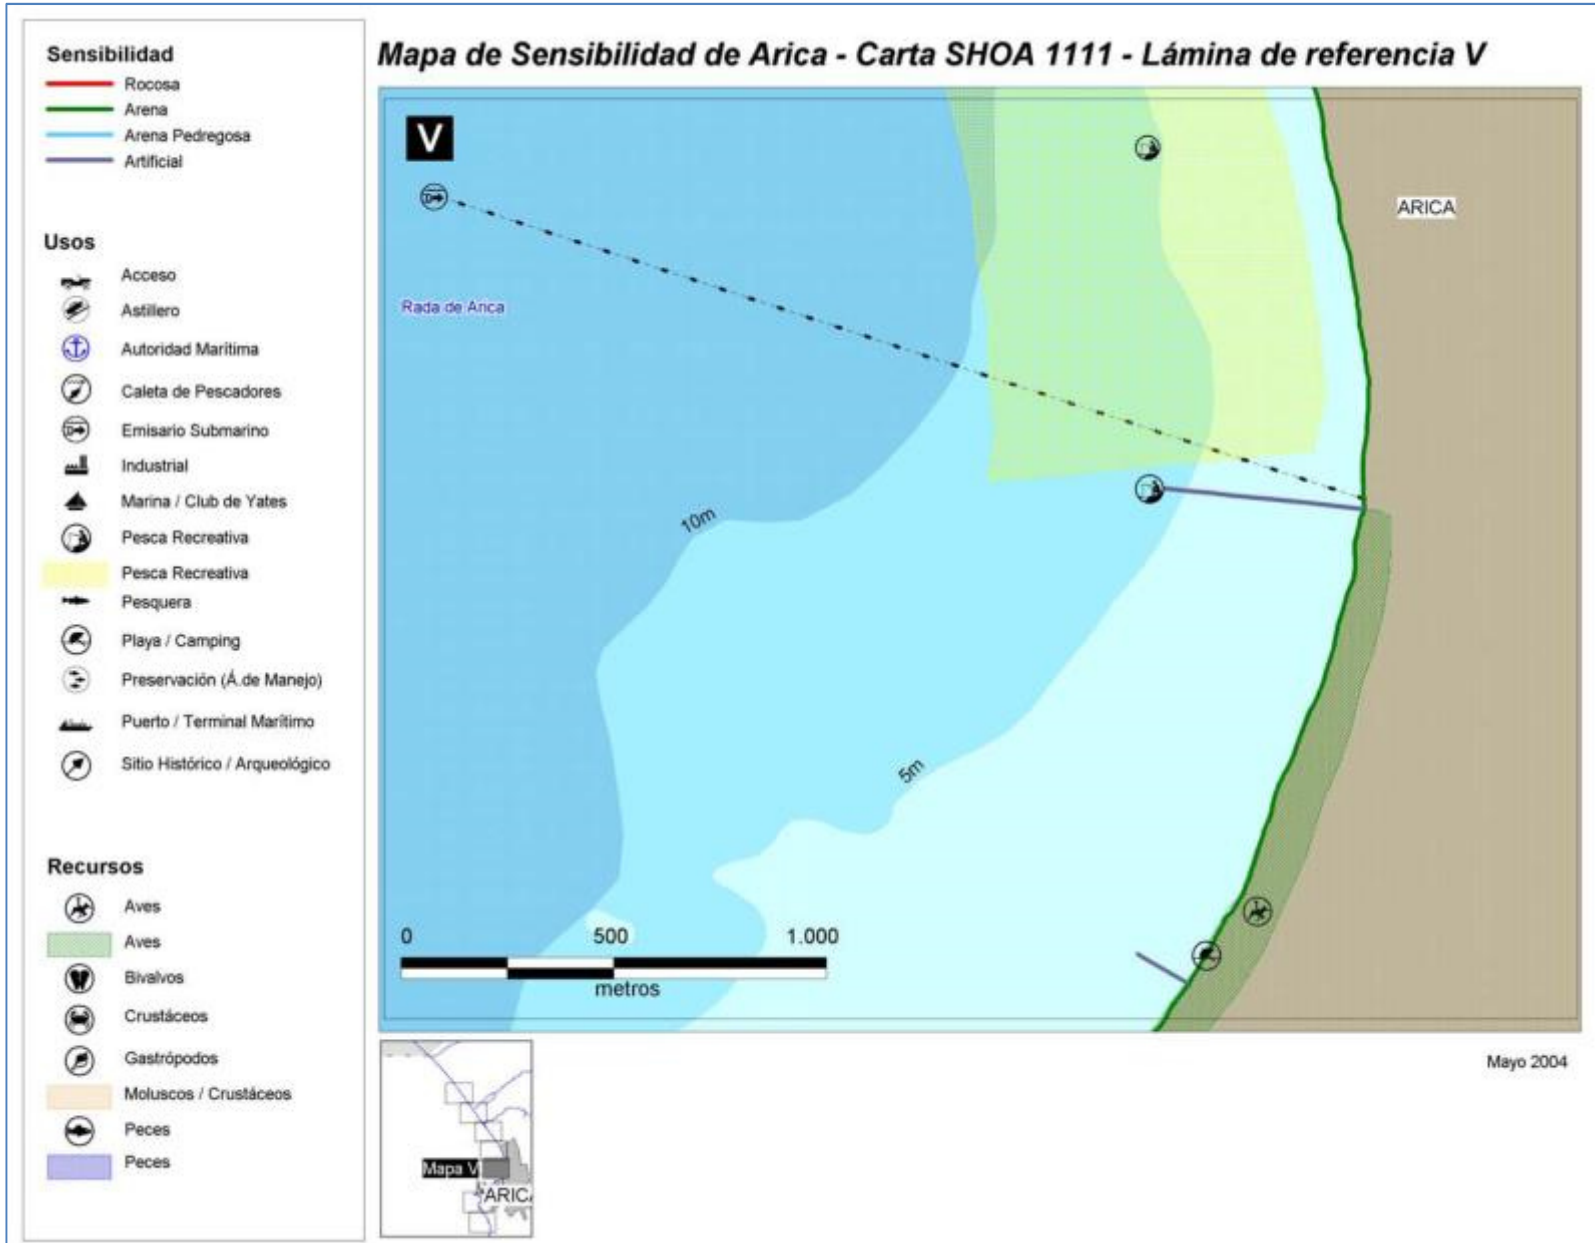 Mapa de Sensibilidad de Arica - Carta SHOA 1111 - Lámina de referencia V
Sensibilidad
Rocosa
Arena
Arena Pedregosa
Artificial
Usos
Acceso
Astillero
Autoridad Marítima
Caleta de Pescadores
Emisario Submarino
Industrial
Marina / Club de Yates
Pesca Recreativa
Pesca Recreativa
Pesquera
Playa / Camping
Preservación (Á.de Manejo)
Puerto / Terminal Marítimo
Sitio Histórico / Arqueológico
Recursos
Aves
Aves
Bivalvos
Crustáceos
Gastrópodos
Moluscos / Crustáceos
Peces
Peces
V
ARICA
Rada de Arica
10m
5m
0 500 1.000
metros
Mayo 2004
Mapa V
ARICA